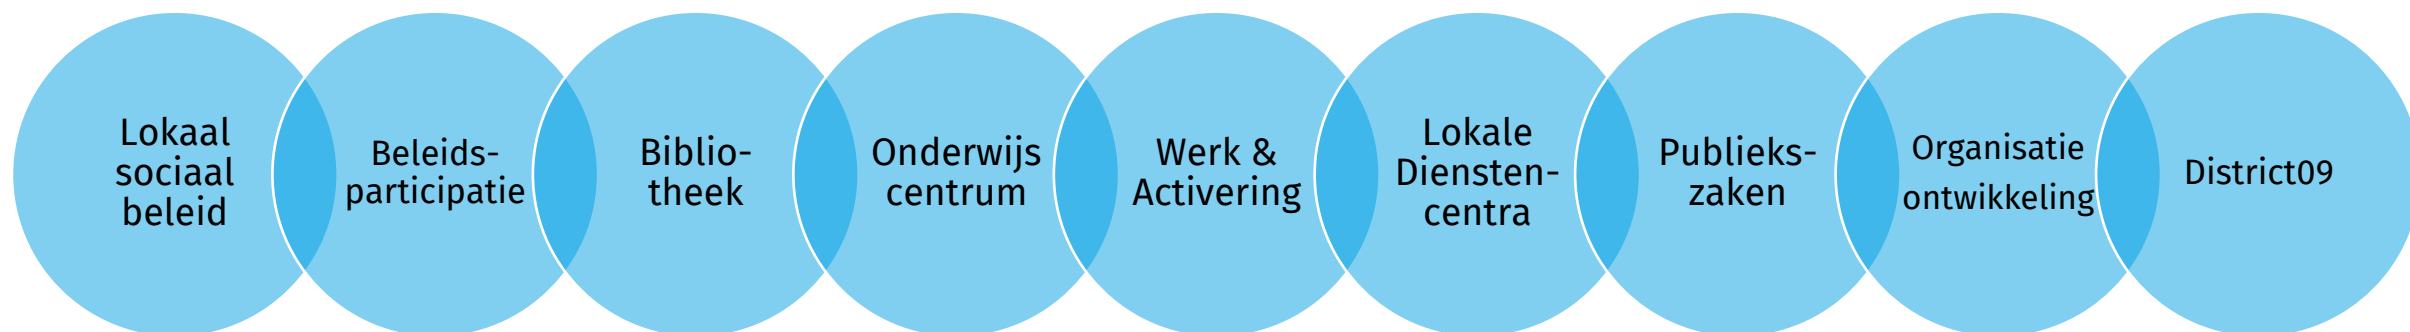 Lokaal
sociaal
beleid
Beleids-
participatie
Biblio-
theek
Onderwijs
centrum
Werk &
Activering
Lokale
Diensten-
centra
Publieks-
zaken
Organisatie
ontwikkeling
District09